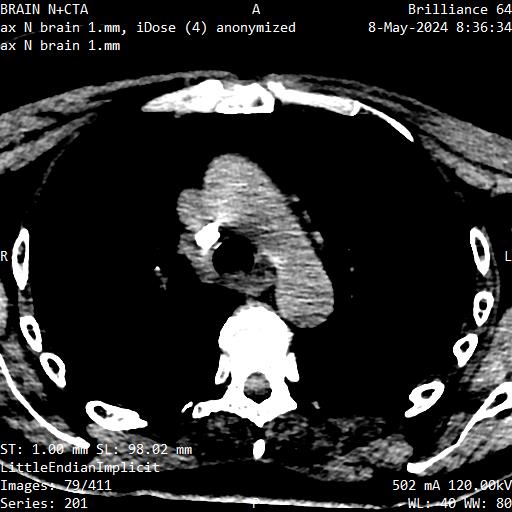 BRAIN N+CTA
A
Brilliance 64
ax N brain 1.mm, iDose (4) anonymized
8-May-2024 8:36:34
ax N brain 1.mm
R
L
ST: 1.00 mm SL: 98.02 mm
LittleEndianImplicit
Images: 79/411
502 mA 120.00kV
Series: 201
P
WL: 40 WW: 80